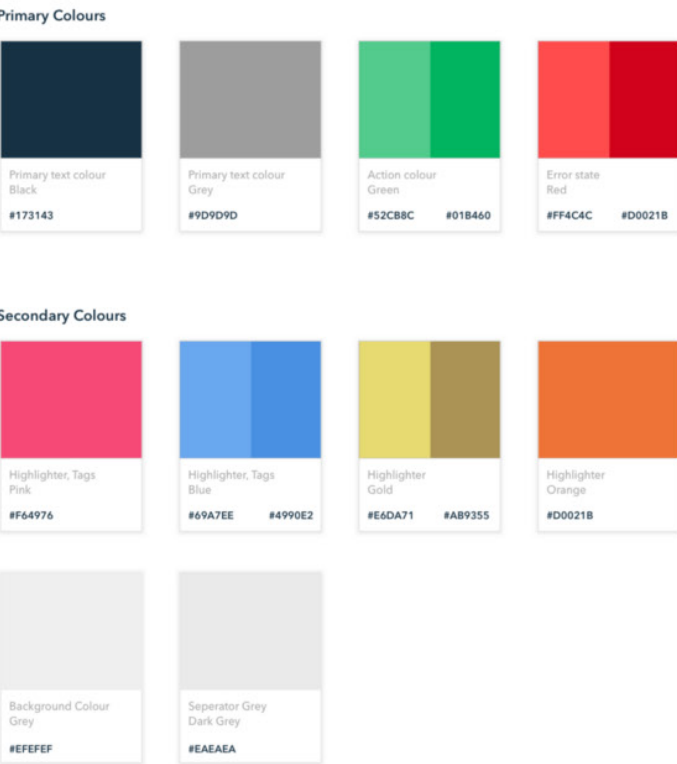 Primary Colours
Primary text colour
Black
#173143
Primary text colour
Grey
#9D9D9D
Action colour
Green
#52CB8C #01B460
Error state
Red
#FF4C4C #D0021B
Secondary Colours
Highlighter, Tags
Pink
#F64976
Highlighter, Tags
Blue
#69A7EE #4990E2
Highlighter
Gold
#E6DA71 #AB9355
Highlighter
Orange
#D0021B
Background Colour
Grey
#EFEFEF
Seperator Grey
Dark Grey
#EAEAEA